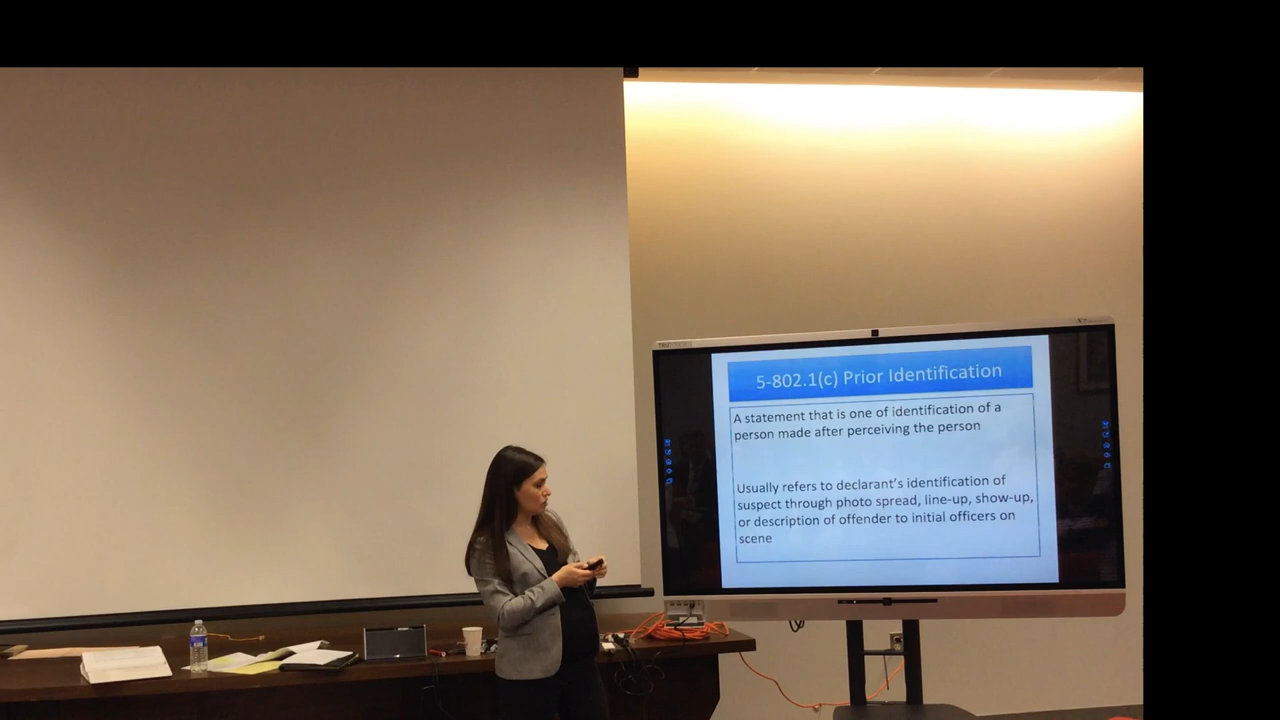 5-802.1(c) Prior Identification
A statement that is one of identification of a
person made after perceiving the person
Usually refers to declarant's identification of
suspect through photo spread, line-up, show-up,
or description of offender to initial officers on
scene